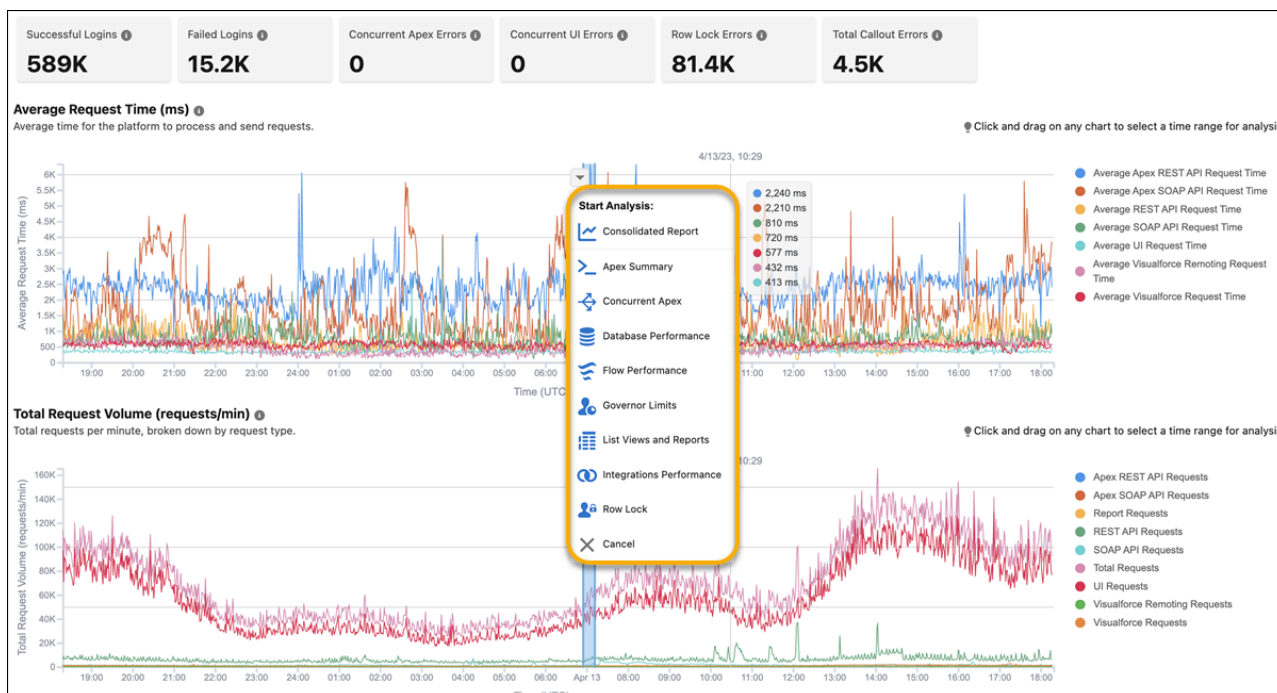 Successful Logins
589K
Failed Logins
15.2K
Concurrent Apex Errors
0
Concurrent UI Errors
0
Row Lock Errors
81.4K
Total Callout Errors
4.5K
Average Request Time (ms)
Average time for the platform to process and send requests.
Click and drag on any chart to select a time range for analysi
4/13/23, 10:29
Average Request Time (ms)
6K
5.5K
5K
4.5K
4K
3.5K
3K
2.5K
2K
1.5K
1K
500
0
19:00 20:00 21:00 22:00 23:00 24:00 01:00 02:00 03:00 04:00 05:00 06:00 11:00 12:00 13:00 14:00 15:00 16:00 17:00 18:00
Time (UTC
2,240 ms
2,210 ms
810 ms
720 ms
577 ms
432 ms
413 ms
Average Apex REST API Request Time
Average Apex SOAP API Request Time
Average REST API Request Time
Average SOAP API Request Time
Average UI Request Time
Average Visualforce Remoting Request
Time
Average Visualforce Request Time
Start Analysis:
Consolidated Report
Apex Summary
Concurrent Apex
Database Performance
Flow Performance
Governor Limits
List Views and Reports
Integrations Performance
Row Lock
Cancel
Total Request Volume (requests/min)
Total requests per minute, broken down by request type.
Click and drag on any chart to select a time range for analysi
10:29
Total Request Volume (requests/min)
160K
140K
120K
100K
80K
60K
40K
20K
0
19:00 20:00 21:00 22:00 23:00 24:00 01:00 02:00 03:00 04:00 05:00 06:00 Apr 13 08:00 09:00 10:00 11:00 12:00 13:00 14:00 15:00 16:00 17:00 18:00
Apex REST API Requests
Apex SOAP API Requests
Report Requests
REST API Requests
SOAP API Requests
Total Requests
UI Requests
Visualforce Remoting Requests
Visualforce Requests